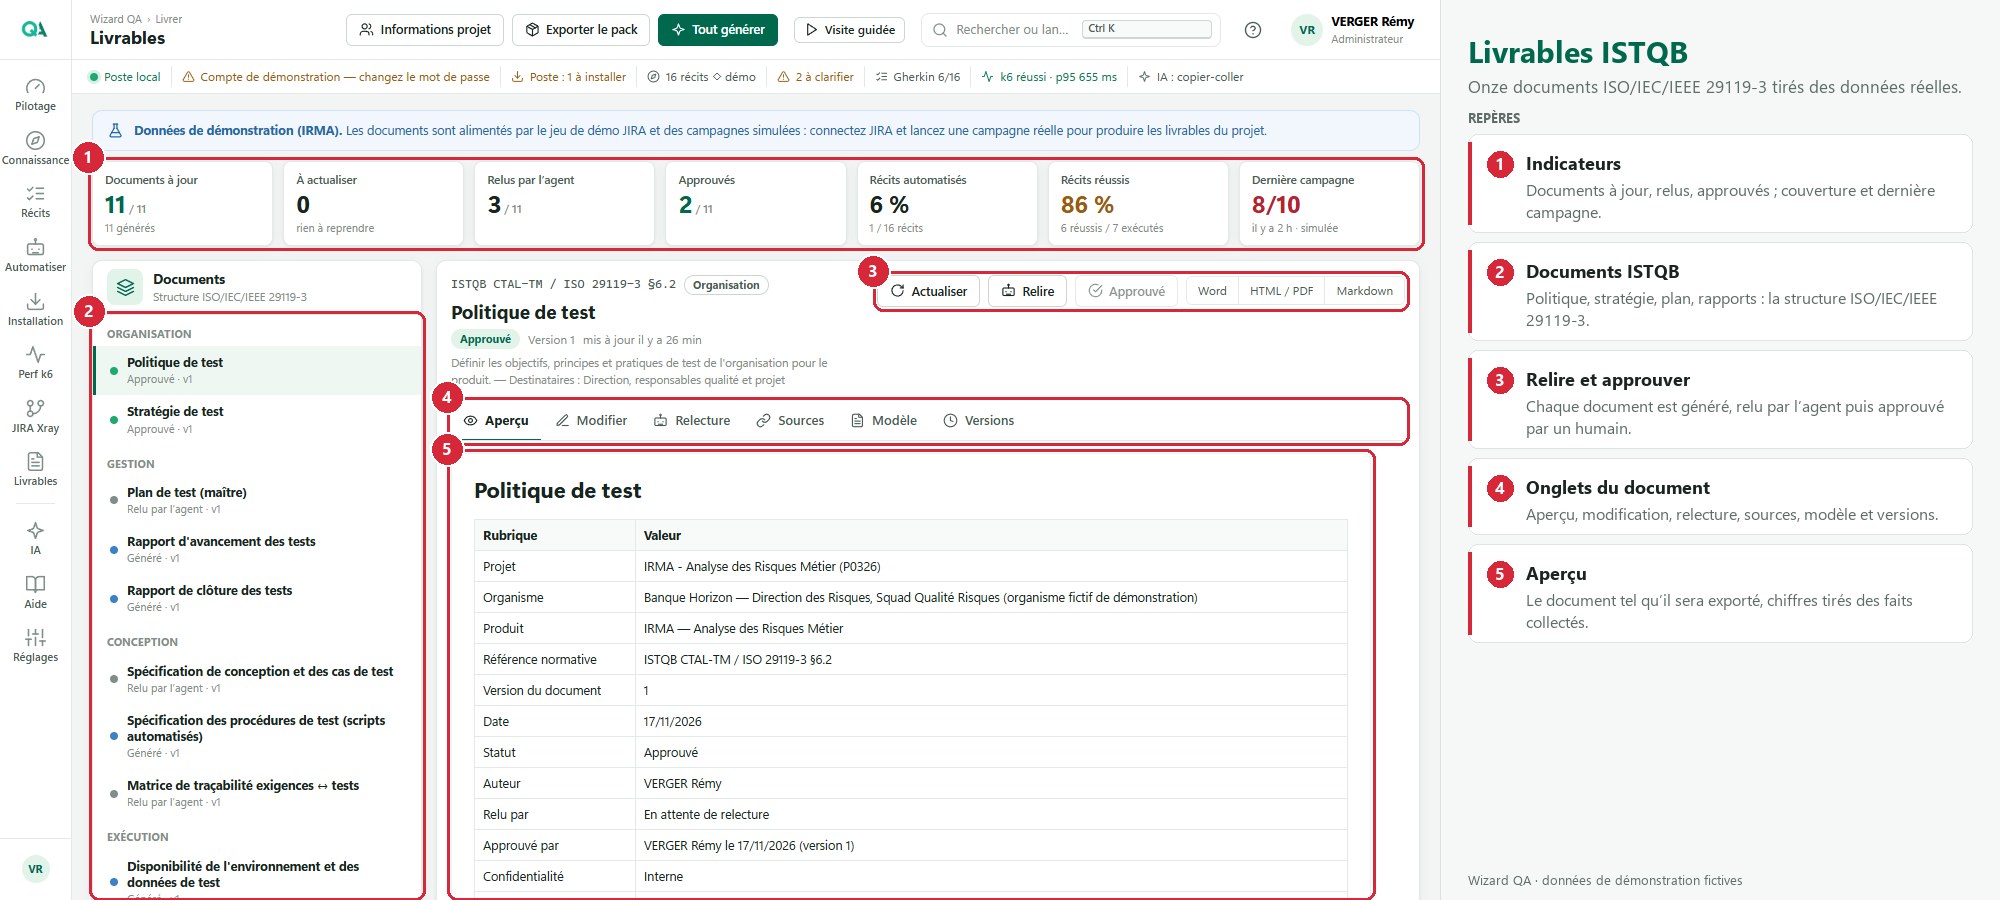 QA
Wizard QA › Livrer
Livrables
Informations projet
Exporter le pack
Tout générer
Visite guidée
Rechercher ou lan...
Ctrl K
VR
VERGER Rémy
Administrateur
Poste local
Compte de démonstration — changez le mot de passe
Poste : 1 à installer
16 récits ◇ démo
2 à clarifier
Gherkin 6/16
k6 réussi · p95 655 ms
IA : copier-coller
Pilotage
Connaissance
Récits
Automatiser
Installation
Perf k6
JIRA Xray
Livrables
IA
Aide
Réglages
VR
Données de démonstration (IRMA). Les documents sont alimentés par le jeu de démo JIRA et des campagnes simulées : connectez JIRA et lancez une campagne réelle pour produire les livrables du projet.
1
Documents à jour
11 / 11
11 générés
À actualiser
0
rien à reprendre
Relus par l'agent
3 / 11
Approuvés
2 / 11
Récits automatisés
6 %
1 / 16 récits
Récits réussis
86 %
6 réussis / 7 exécutés
Dernière campagne
8/10
il y a 2 h · simulée
Documents
Structure ISO/IEC/IEEE 29119-3
2
ORGANISATION
Politique de test
Approuvé · v1
Stratégie de test
Approuvé · v1
GESTION
Plan de test (maître)
Relu par l'agent · v1
Rapport d'avancement des tests
Généré · v1
Rapport de clôture des tests
Généré · v1
CONCEPTION
Spécification de conception et des cas de test
Relu par l'agent · v1
Spécification des procédures de test (scripts
automatisés)
Généré · v1
Matrice de traçabilité exigences ↔ tests
Relu par l'agent · v1
EXÉCUTION
Disponibilité de l'environnement et des
données de test
Généré · v1
ISTQB CTAL-TM / ISO 29119-3 §6.2
Organisation
Politique de test
Approuvé
Version 1 mis à jour il y a 26 min
Définir les objectifs, principes et pratiques de test de l'organisation pour le
produit. — Destinataires : Direction, responsables qualité et projet
3
Actualiser
Relire
Approuvé
Word
HTML / PDF
Markdown
4
Aperçu
Modifier
Relecture
Sources
Modèle
Versions
5
Politique de test
Rubrique Valeur
Projet IRMA - Analyse des Risques Métier (P0326)
Organisme Banque Horizon — Direction des Risques, Squad Qualité Risques (organisme fictif de démonstration)
Produit IRMA — Analyse des Risques Métier
Référence normative ISTQB CTAL-TM / ISO 29119-3 §6.2
Version du document 1
Date 17/11/2026
Statut Approuvé
Auteur VERGER Rémy
Relu par En attente de relecture
Approuvé par VERGER Rémy le 17/11/2026 (version 1)
Confidentialité Interne
Livrables ISTQB
Onze documents ISO/IEC/IEEE 29119-3 tirés des données réelles.
REPÈRES
1 Indicateurs
Documents à jour, relus, approuvés ; couverture et dernière
campagne.
2 Documents ISTQB
Politique, stratégie, plan, rapports : la structure ISO/IEC/IEEE
29119-3.
3 Relire et approuver
Chaque document est généré, relu par l'agent puis approuvé
par un humain.
4 Onglets du document
Aperçu, modification, relecture, sources, modèle et versions.
5 Aperçu
Le document tel qu'il sera exporté, chiffres tirés des faits
collectés.
Wizard QA · données de démonstration fictives